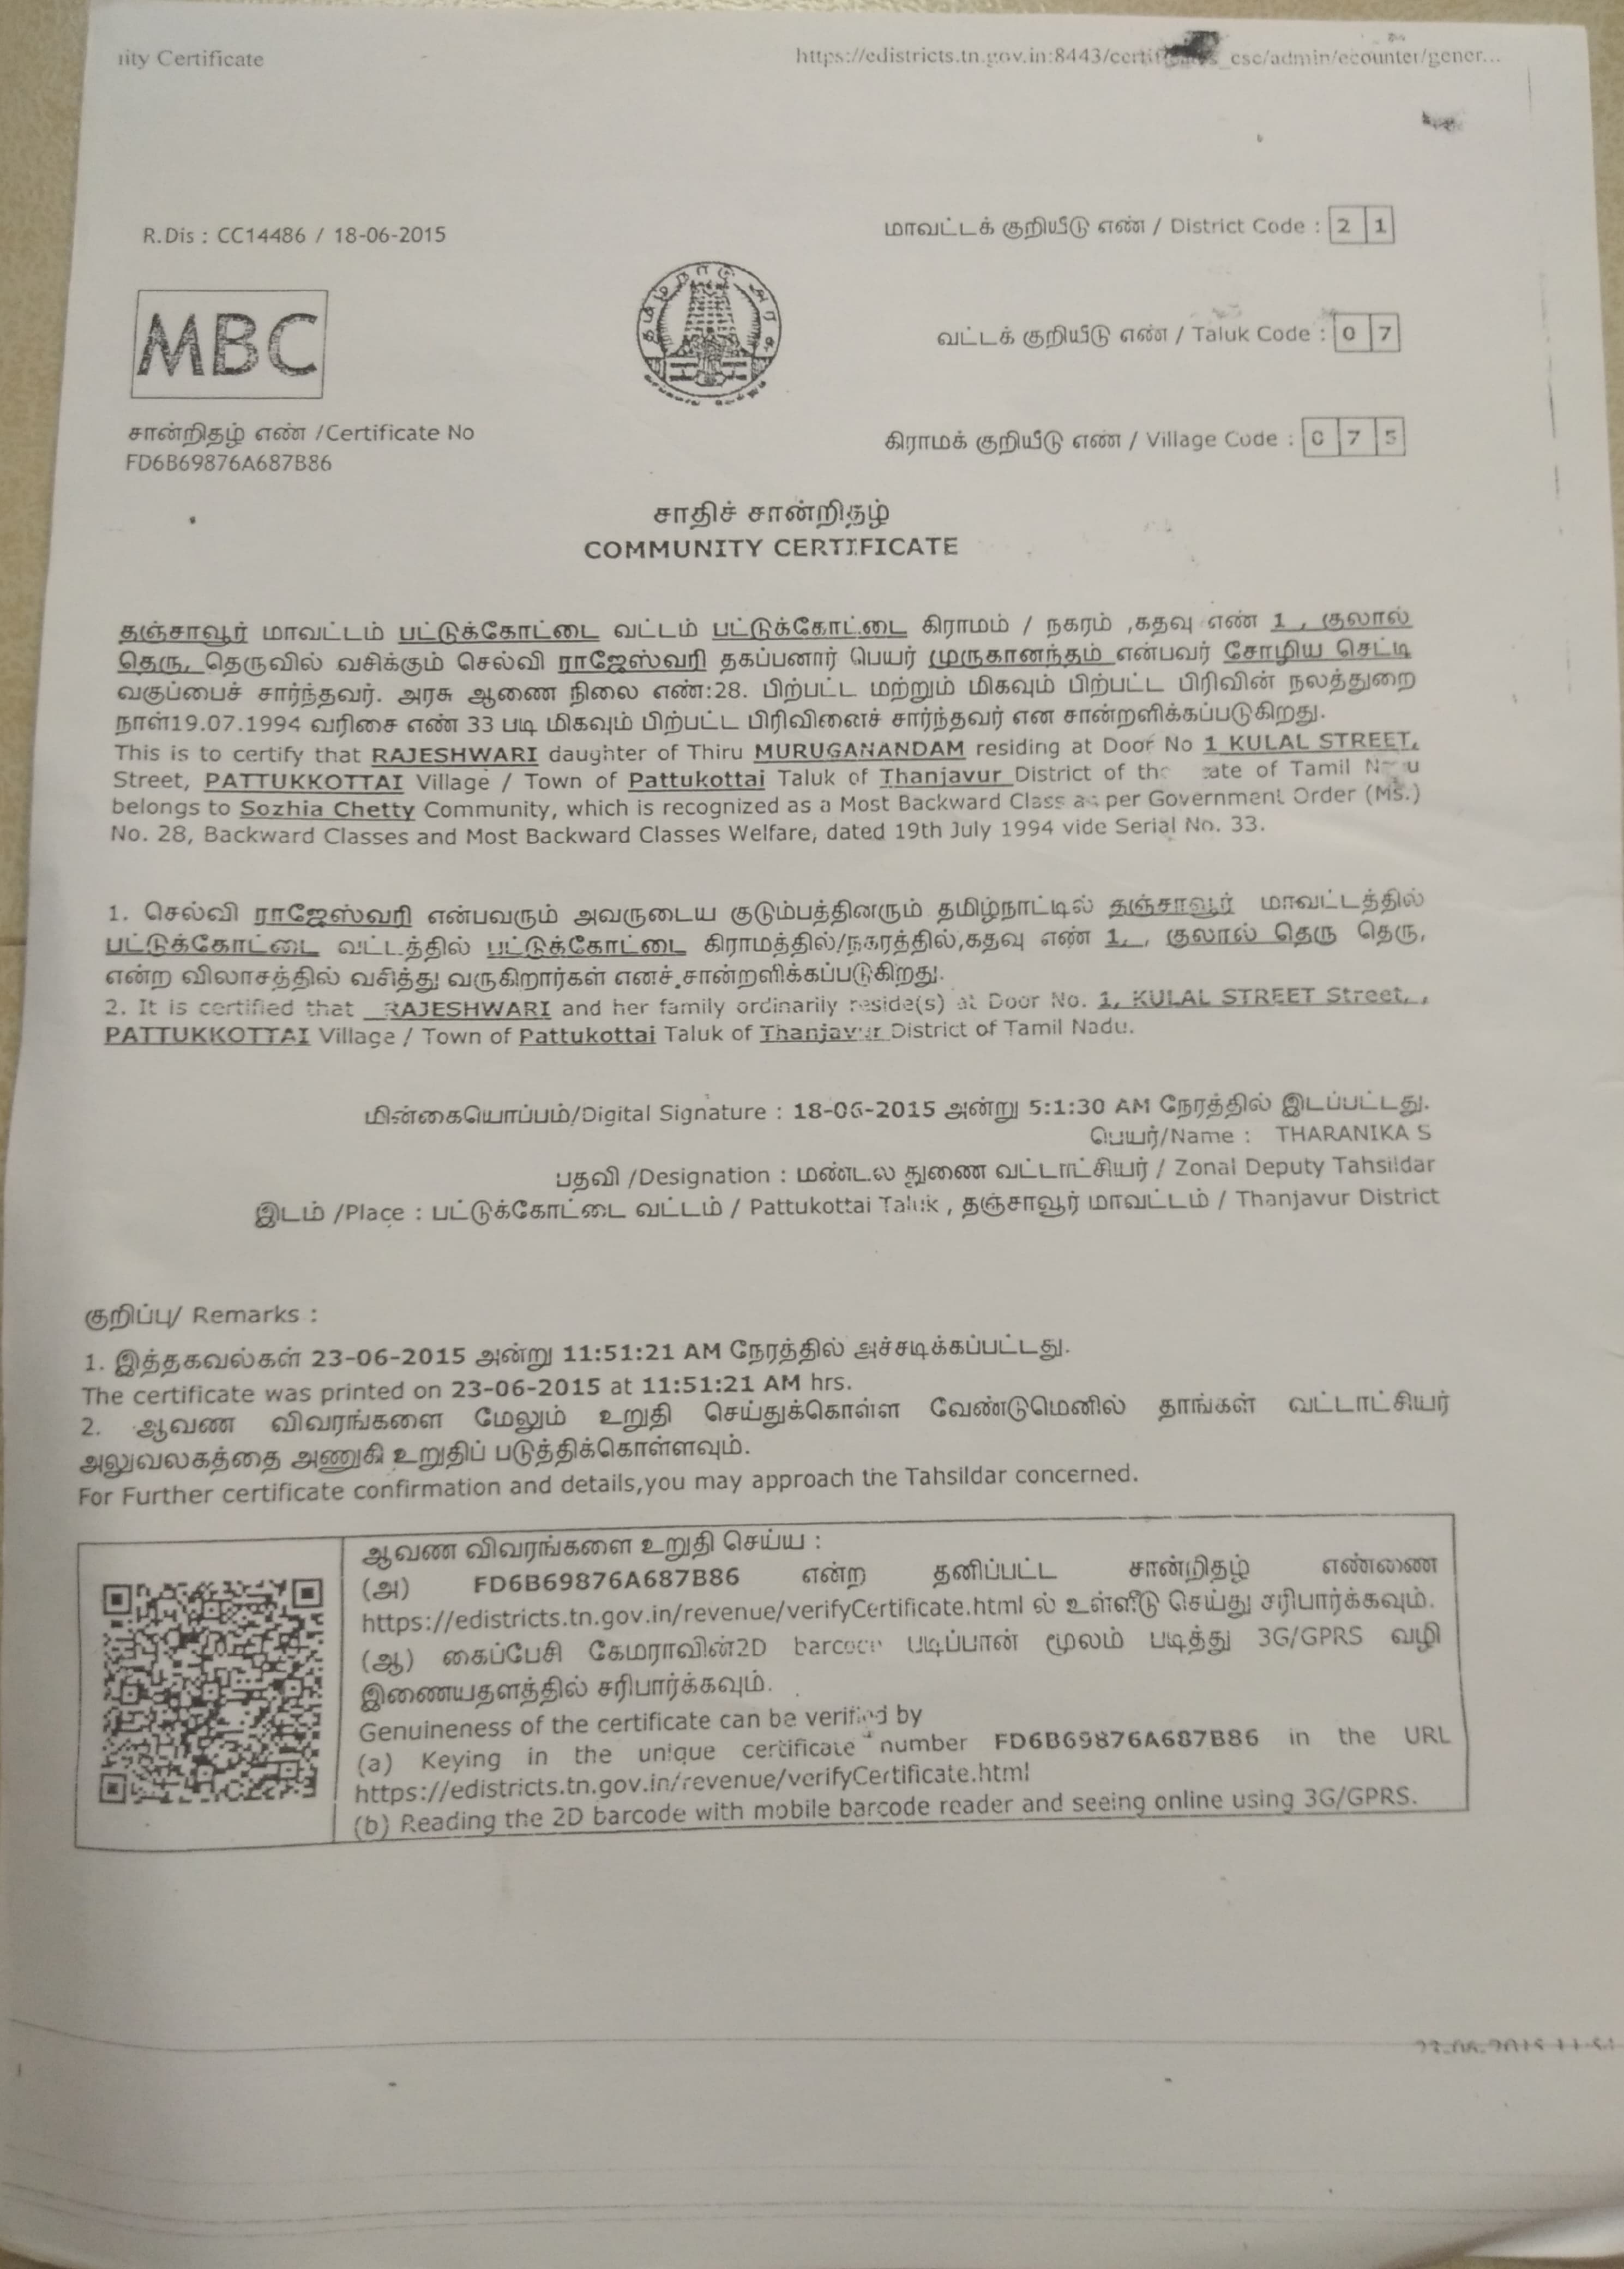 ity Certificate
https://edistricts.tn.gov.in:8443/certif _csc/admin/ecounter/gener...
R.Dis : CC14486 / 18-06-2015
மாவட்டக் குறியீடு எண் / District Code : 2 1
MBC
தமிழ்நாடு அரசு
வட்டக் குறியீடு எண் / Taluk Code : 0 7
சான்றிதழ் எண் /Certificate No
FD6B69876A687B86
கிராமக் குறியீடு எண் / Village Code : 0 7 5
சாதிச் சான்றிதழ்
COMMUNITY CERTIFICATE
தஞ்சாவூர் மாவட்டம் பட்டுக்கோட்டை வட்டம் பட்டுக்கோட்டை கிராமம் / நகரம் ,கதவு எண் 1 , குலால்
தெரு, தெருவில் வசிக்கும் செல்வி ராஜேஸ்வரி தகப்பனார் பெயர் முருகானந்தம் என்பவர் சோழிய செட்டி
வகுப்பைச் சார்ந்தவர். அரசு ஆணை நிலை எண்:28. பிற்பட்ட மற்றும் மிகவும் பிற்பட்ட பிரிவின் நலத்துறை
நாள்19.07.1994 வரிசை எண் 33 படி மிகவும் பிற்பட்ட பிரிவினைச் சார்ந்தவர் என சான்றளிக்கப்படுகிறது.
This is to certify that RAJESHWARI daughter of Thiru MURUGANANDAM residing at Door No 1 KULAL STREET,
Street, PATTUKKOTTAI Village / Town of Pattukottai Taluk of Thanjavur District of the ate of Tamil N u
belongs to Sozhia Chetty Community, which is recognized as a Most Backward Class as per Government Order (Ms.)
No. 28, Backward Classes and Most Backward Classes Welfare, dated 19th July 1994 vide Serial No. 33.
1. செல்வி ராஜேஸ்வரி என்பவரும் அவருடைய குடும்பத்தினரும் தமிழ்நாட்டில் தஞ்சாவூர் மாவட்டத்தில்
பட்டுக்கோட்டை வட்டத்தில் பட்டுக்கோட்டை கிராமத்தில்/நகரத்தில்,கதவு எண் 1, , குலால் தெரு தெரு,
என்ற விலாசத்தில் வசித்து வருகிறார்கள் எனச் சான்றளிக்கப்படுகிறது.
2. It is certified that RAJESHWARI and her family ordinarily reside(s) at Door No. 1, KULAL STREET Street, ,
PATTUKKOTTAI Village / Town of Pattukottai Taluk of Thanjavur District of Tamil Nadu.
மின்கையொப்பம்/Digital Signature : 18-06-2015 அன்று 5:1:30 AM நேரத்தில் இடப்பட்டது.
பெயர்/Name : THARANIKA S
பதவி /Designation : மண்டல துணை வட்டாட்சியர் / Zonal Deputy Tahsildar
இடம் /Place : பட்டுக்கோட்டை வட்டம் / Pattukottai Taluk , தஞ்சாவூர் மாவட்டம் / Thanjavur District
குறிப்பு/ Remarks :
1. இத்தகவல்கள் 23-06-2015 அன்று 11:51:21 AM நேரத்தில் அச்சடிக்கப்பட்டது.
The certificate was printed on 23-06-2015 at 11:51:21 AM hrs.
2. ஆவண விவரங்களை மேலும் உறுதி செய்துக்கொள்ள வேண்டுமெனில் தாங்கள் வட்டாட்சியர்
அலுவலகத்தை அணுகி உறுதிப் படுத்திக்கொள்ளவும்.
For Further certificate confirmation and details,you may approach the Tahsildar concerned.
ஆவண விவரங்களை உறுதி செய்ய :
(அ) FD6B69876A687B86 என்ற தனிப்பட்ட சான்றிதழ் எண்ணை
https://edistricts.tn.gov.in/revenue/verifyCertificate.html ல் உள்ளீடு செய்து சரிபார்க்கவும்.
(ஆ) கைப்பேசி கேமராவின்2D barcode படிப்பான் மூலம் படித்து 3G/GPRS வழி
இணையதளத்தில் சரிபார்க்கவும்.
Genuineness of the certificate can be verified by
(a) Keying in the unique certificate number FD6B69876A687B86 in the URL
https://edistricts.tn.gov.in/revenue/verifyCertificate.html
(b) Reading the 2D barcode with mobile barcode reader and seeing online using 3G/GPRS.